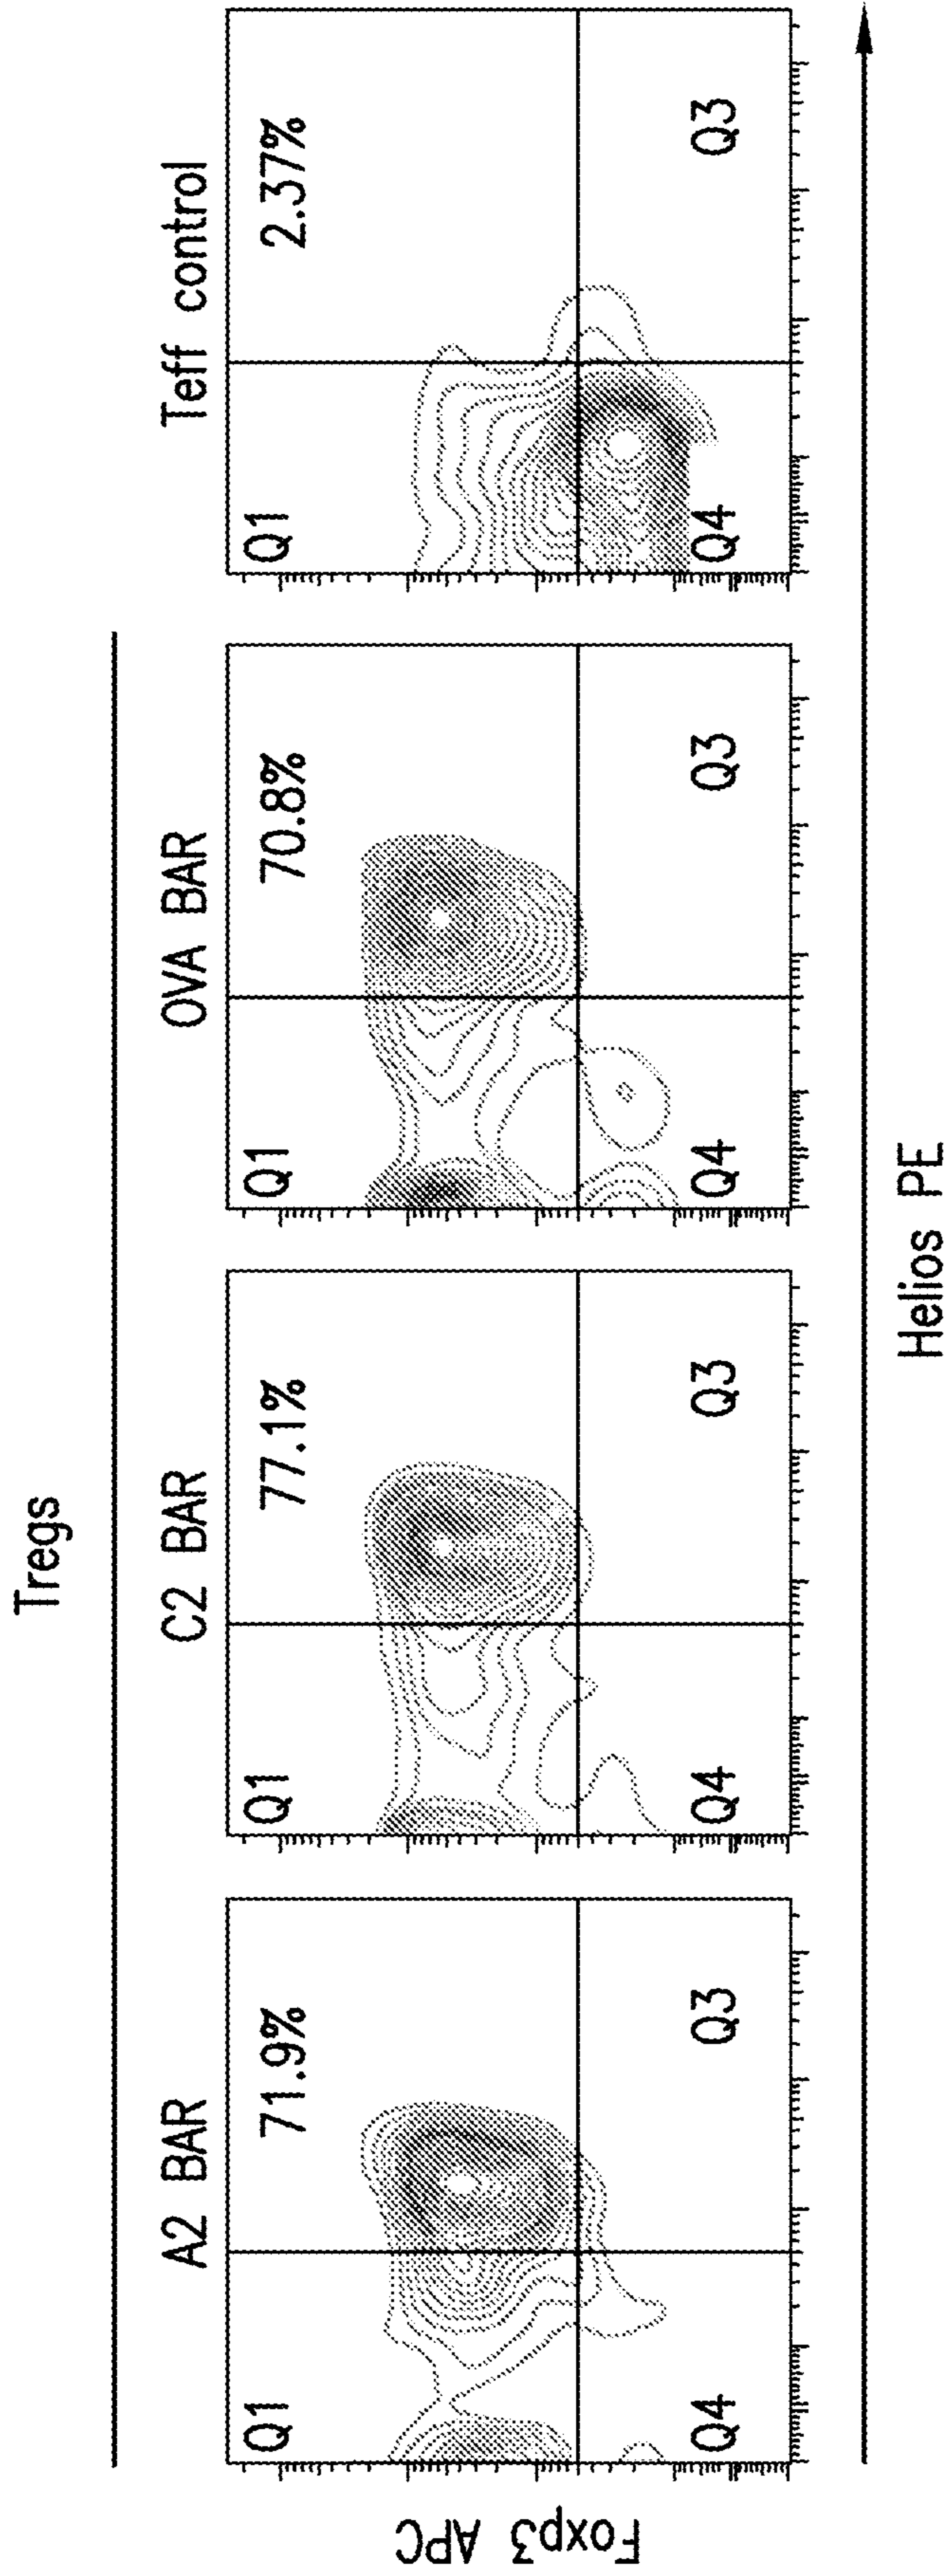 Tregs
A2 BAR
C2 BAR
OVA BAR
Teff control
Q1
71.9%
Q1
77.1%
Q1
70.8%
Q1
2.37%
Q4
Q3
Q4
Q3
Q4
Q3
Q4
Q3
Foxp3 APC
Helios PE